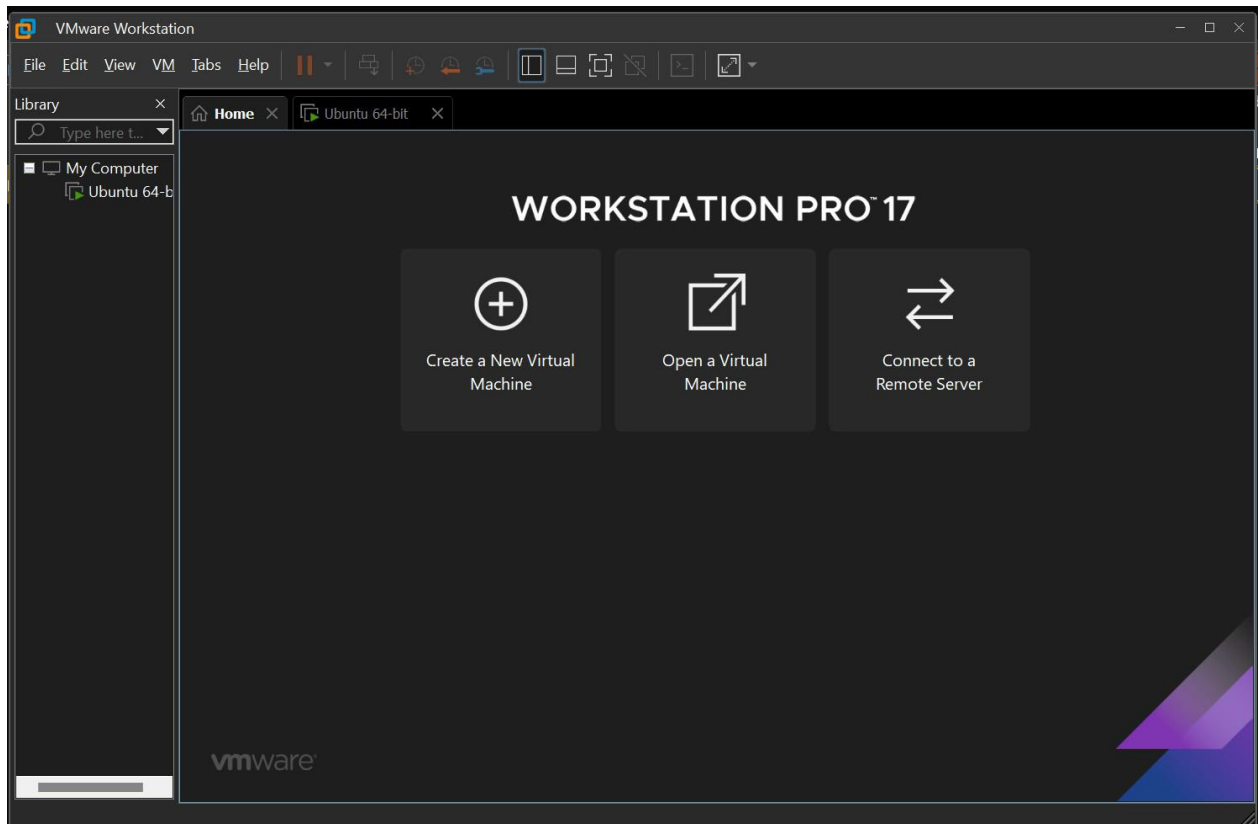 VMware Workstation
File Edit View VM Tabs Help
Library
Home
Ubuntu 64-bit
Type here t...
My Computer
Ubuntu 64-b
WORKSTATION PRO™ 17
Create a New Virtual
Machine
Open a Virtual
Machine
Connect to a
Remote Server
vmware